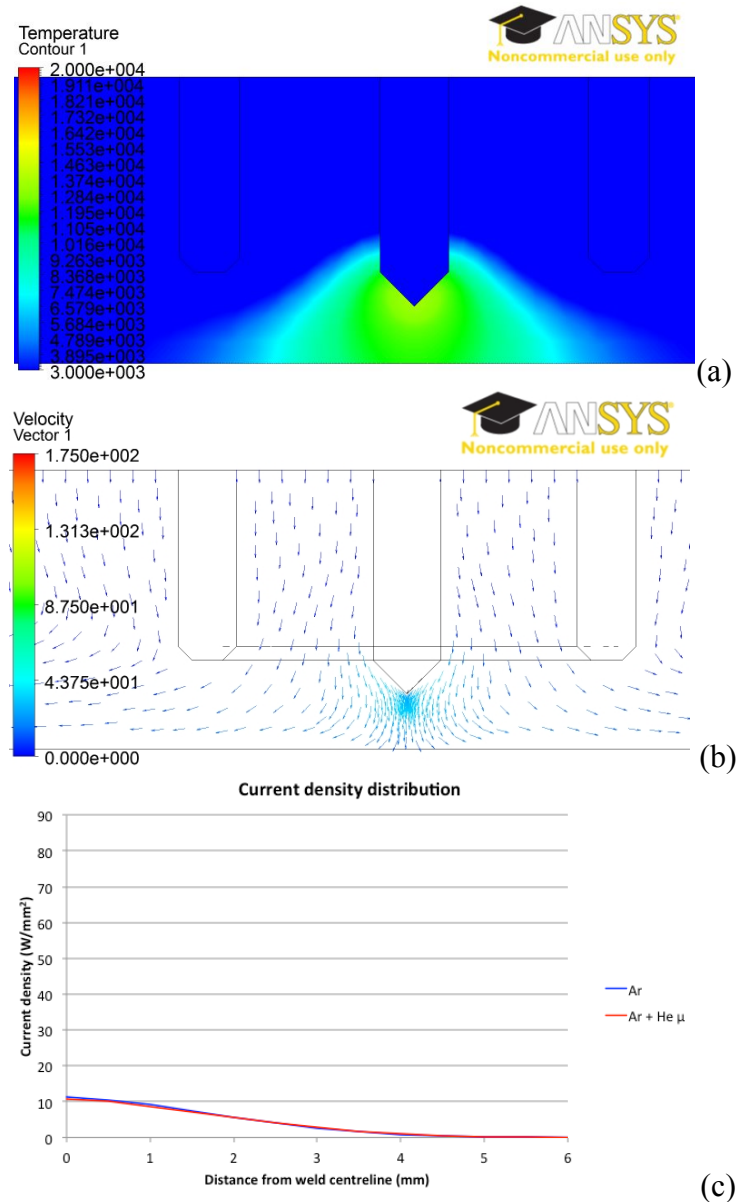 ANSYS®
Noncommercial use only
Temperature
Contour 1
2.000e+004
1.911e+004
1.821e+004
1.732e+004
1.642e+004
1.553e+004
1.463e+004
1.374e+004
1.284e+004
1.195e+004
1.105e+004
1.016e+004
9.263e+003
8.368e+003
7.474e+003
6.579e+003
5.684e+003
4.789e+003
3.895e+003
3.000e+003
(a)
ANSYS®
Noncommercial use only
Velocity
Vector 1
1.750e+002
1.313e+002
8.750e+001
4.375e+001
0.000e+000
(b)
Current density distribution
Current density (W/mm²)
90
80
70
60
50
40
30
20
10
0
0 1 2 3 4 5 6
Distance from weld centreline (mm)
Ar
Ar + He µ
(c)